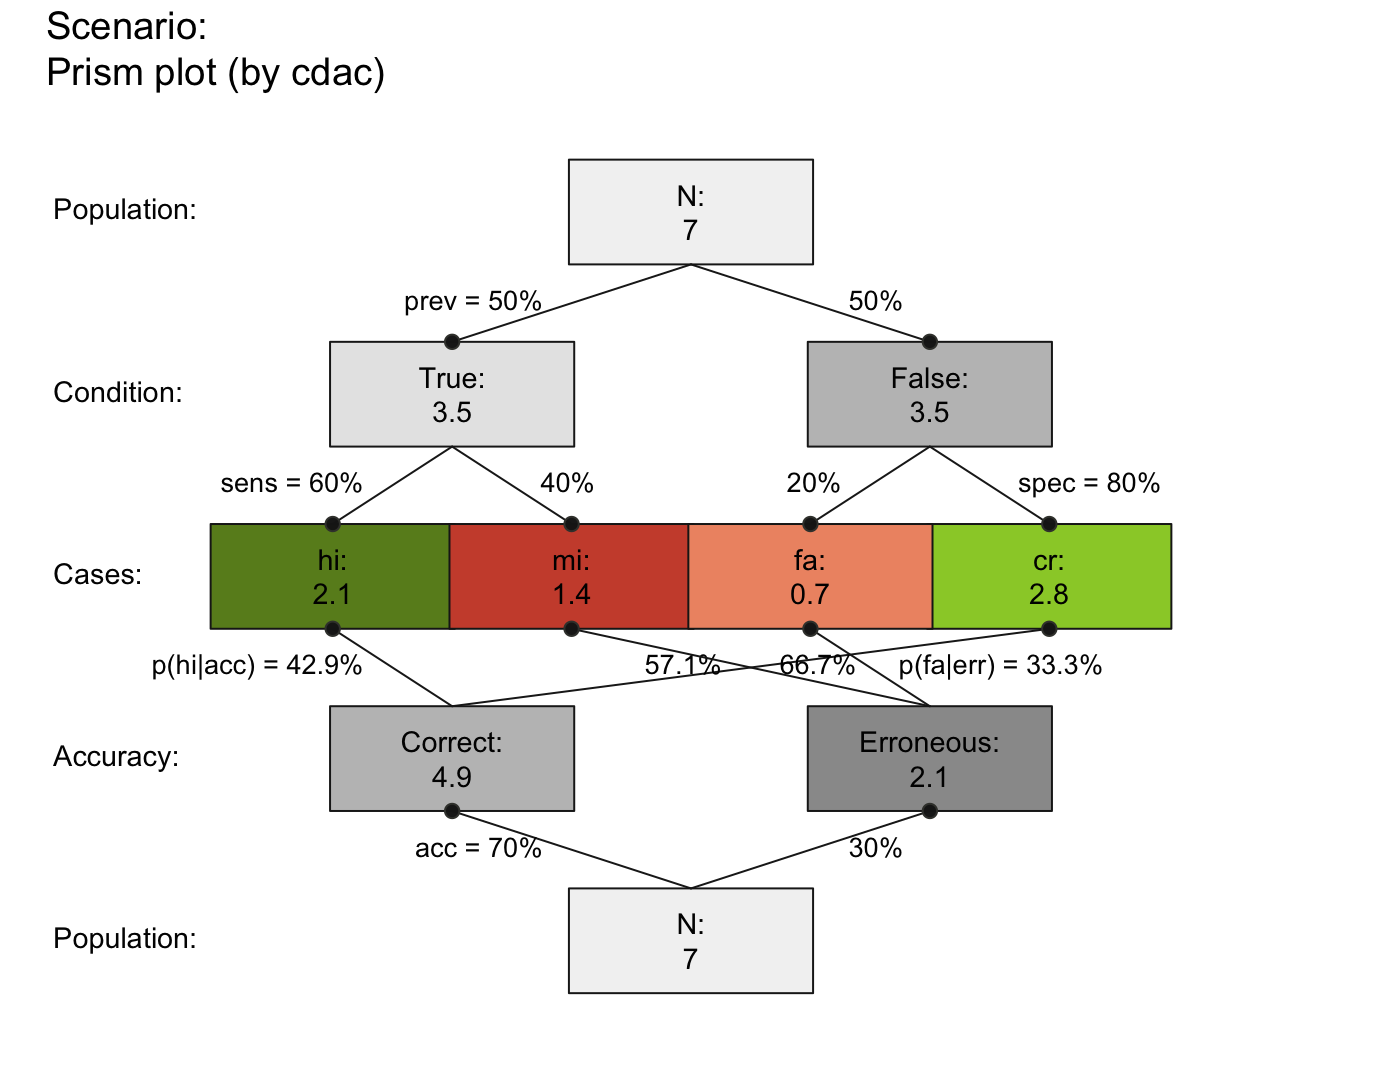 Scenario:
Prism plot (by cdac)
Population:
N:
7
prev = 50%
50%
Condition:
True:
3.5
False:
3.5
sens = 60%
40%
20%
spec = 80%
Cases:
hi:
2.1
mi:
1.4
fa:
0.7
cr:
2.8
p(hi|acc) = 42.9%
57.1%
66.7%
p(fa|err) = 33.3%
Accuracy:
Correct:
4.9
Erroneous:
2.1
acc = 70%
30%
Population:
N:
7